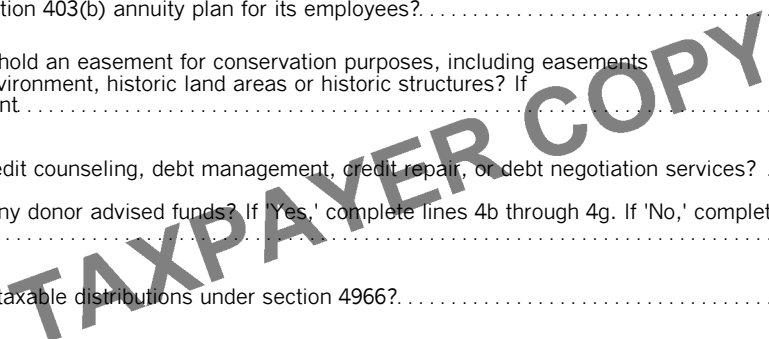 tion 403(b) annuity plan for its employees?
hold an easement for conservation purposes, including easements
vironment, historic land areas or historic structures? If
nt
edit counseling, debt management, credit repair, or debt negotiation services?
ny donor advised funds? If 'Yes,' complete lines 4b through 4g. If 'No,' complet
taxable distributions under section 4966?
TAXPAYER COPY